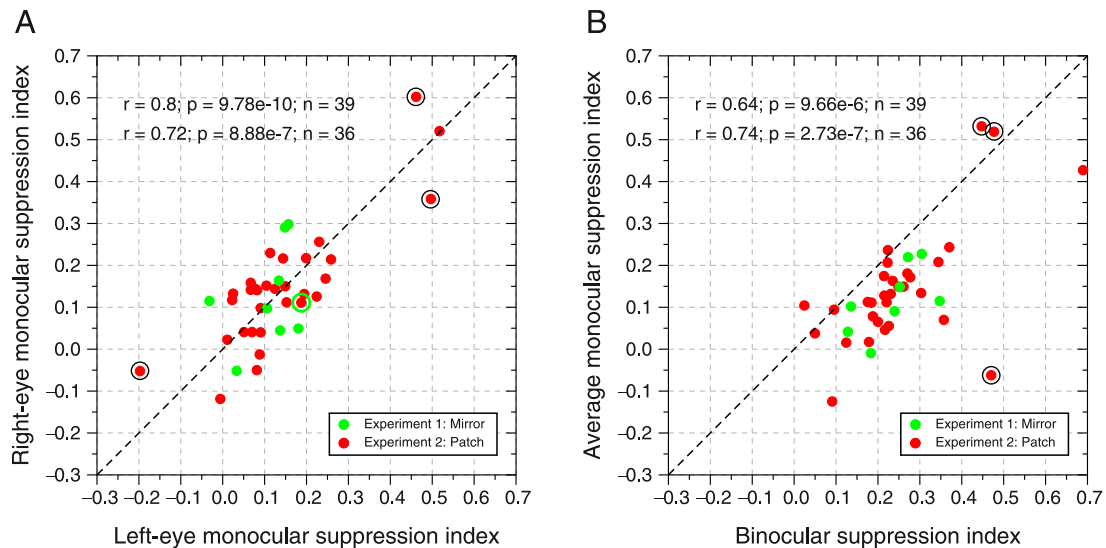 A
Right-eye monocular suppression index
0.7
0.6
0.5
0.4
0.3
0.2
0.1
0.0
−0.1
−0.2
−0.3
r = 0.8; p = 9.78e-10; n = 39
r = 0.72; p = 8.88e-7; n = 36
Experiment 1: Mirror
Experiment 2: Patch
−0.3 −0.2 −0.1 0.0 0.1 0.2 0.3 0.4 0.5 0.6 0.7
Left-eye monocular suppression index
B
Average monocular suppression index
0.7
0.6
0.5
0.4
0.3
0.2
0.1
0.0
−0.1
−0.2
−0.3
r = 0.64; p = 9.66e-6; n = 39
r = 0.74; p = 2.73e-7; n = 36
Experiment 1: Mirror
Experiment 2: Patch
−0.3 −0.2 −0.1 0.0 0.1 0.2 0.3 0.4 0.5 0.6 0.7
Binocular suppression index